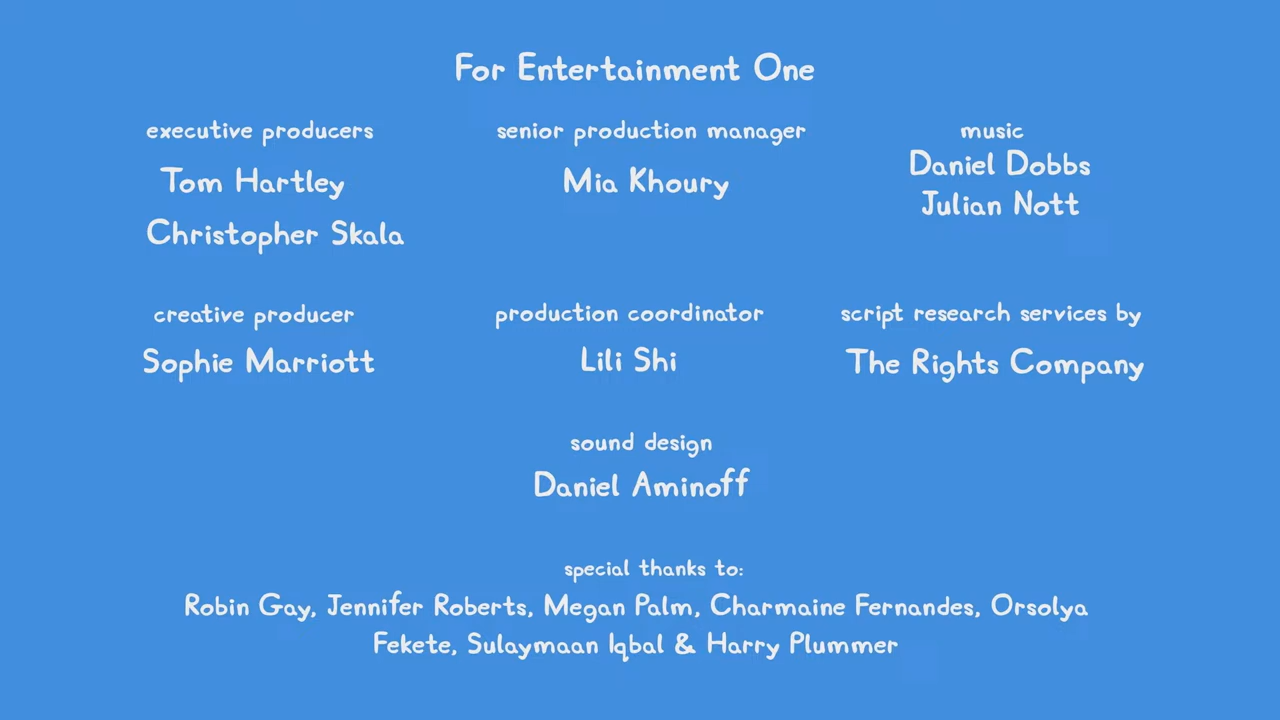 For Entertainment One
executive producers
Tom Hartley
Christopher Skala
senior production manager
Mia Khoury
music
Daniel Dobbs
Julian Nott
creative producer
Sophie Marriott
production coordinator
Lili Shi
script research services by
The Rights Company
sound design
Daniel Aminoff
special thanks to:
Robin Gay, Jennifer Roberts, Megan Palm, Charmaine Fernandes, Orsolya
Fekete, Sulaymaan Iqbal & Harry Plummer